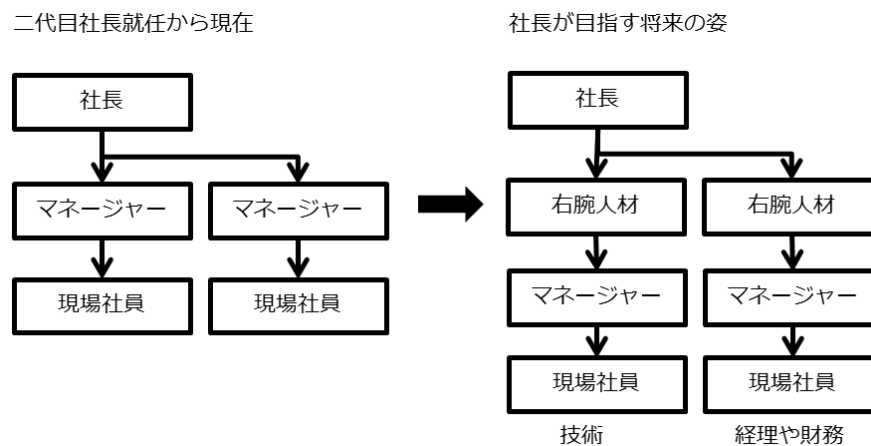 二代目社長就任から現在
社長が目指す将来の姿
社長
マネージャー
マネージャー
現場社員
現場社員
社長
右腕人材
右腕人材
マネージャー
マネージャー
現場社員
現場社員
技術
経理や財務